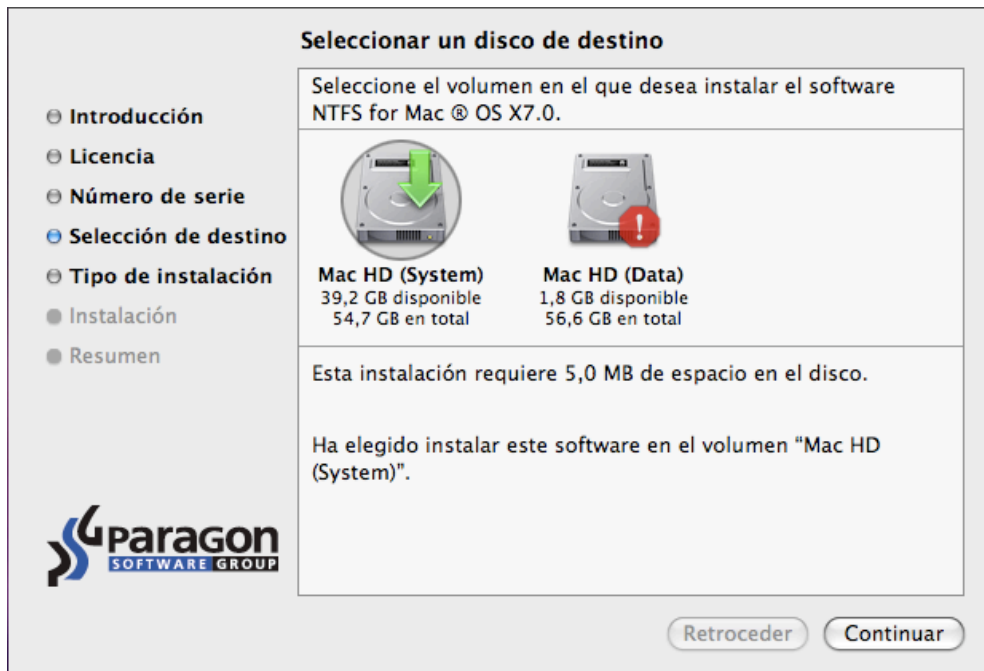 Seleccionar un disco de destino
Introducción
Licencia
Número de serie
Selección de destino
Tipo de instalación
Instalación
Resumen
Seleccione el volumen en el que desea instalar el software
NTFS for Mac ® OS X7.0.
Mac HD (System)
39,2 GB disponible
54,7 GB en total
Mac HD (Data)
1,8 GB disponible
56,6 GB en total
Esta instalación requiere 5,0 MB de espacio en el disco.
Ha elegido instalar este software en el volumen “Mac HD
(System)”.
Paragon
SOFTWARE GROUP
Retroceder
Continuar